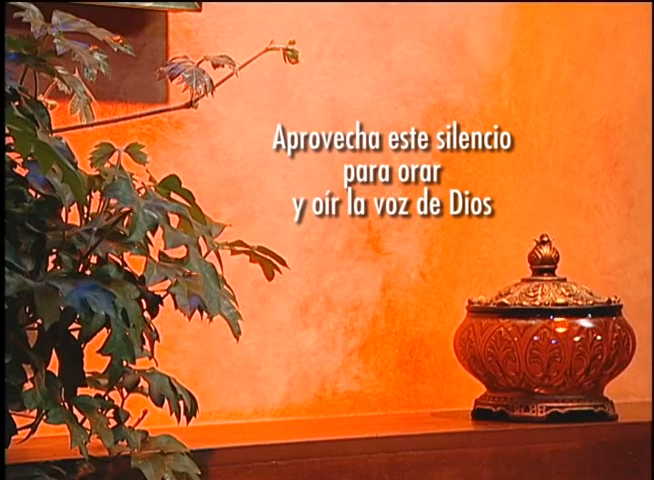 Aprovecha este silencio
para orar
y oír la voz de Dios